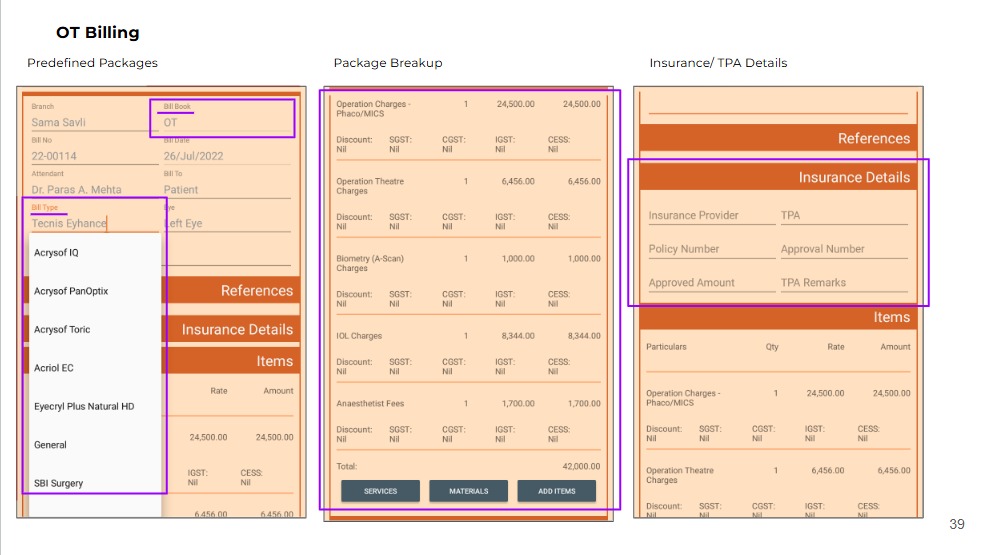 OT Billing
Predefined Packages
Branch Bill Book
Sama Savli OT
Bill No Bill Date
22-00114 26/Jul/2022
Attendant Bill To
Dr. Paras A. Mehta Patient
Bill Type Eye
Tecnis Eyhance Left Eye
Acrysof IQ
Acrysof PanOptix
Acrysof Toric
Acriol EC
Eyecryl Plus Natural HD
General
SBI Surgery
References
Insurance Details
Items
Rate Amount
24,500.00 24,500.00
IGST: CESS:
Nil Nil
6,456.00 6,456.00
Package Breakup
Operation Charges - 1 24,500.00 24,500.00
Phaco/MICS
Discount: SGST: CGST: IGST: CESS:
Nil Nil Nil Nil Nil
Operation Theatre 1 6,456.00 6,456.00
Charges
Discount: SGST: CGST: IGST: CESS:
Nil Nil Nil Nil Nil
Biometry (A-Scan) 1 1,000.00 1,000.00
Charges
Discount: SGST: CGST: IGST: CESS:
Nil Nil Nil Nil Nil
IOL Charges 1 8,344.00 8,344.00
Discount: SGST: CGST: IGST: CESS:
Nil Nil Nil Nil Nil
Anaesthetist Fees 1 1,700.00 1,700.00
Discount: SGST: CGST: IGST: CESS:
Nil Nil Nil Nil Nil
Total: 42,000.00
SERVICES MATERIALS ADD ITEMS
Insurance/ TPA Details
References
Insurance Details
Insurance Provider TPA
Policy Number Approval Number
Approved Amount TPA Remarks
Items
Particulars Qty Rate Amount
Operation Charges - 1 24,500.00 24,500.00
Phaco/MICS
Discount: SGST: CGST: IGST: CESS:
Nil Nil Nil Nil Nil
Operation Theatre 1 6,456.00 6,456.00
Charges
Discount: SGST: CGST: IGST: CESS:
Nil Nil Nil Nil Nil
39